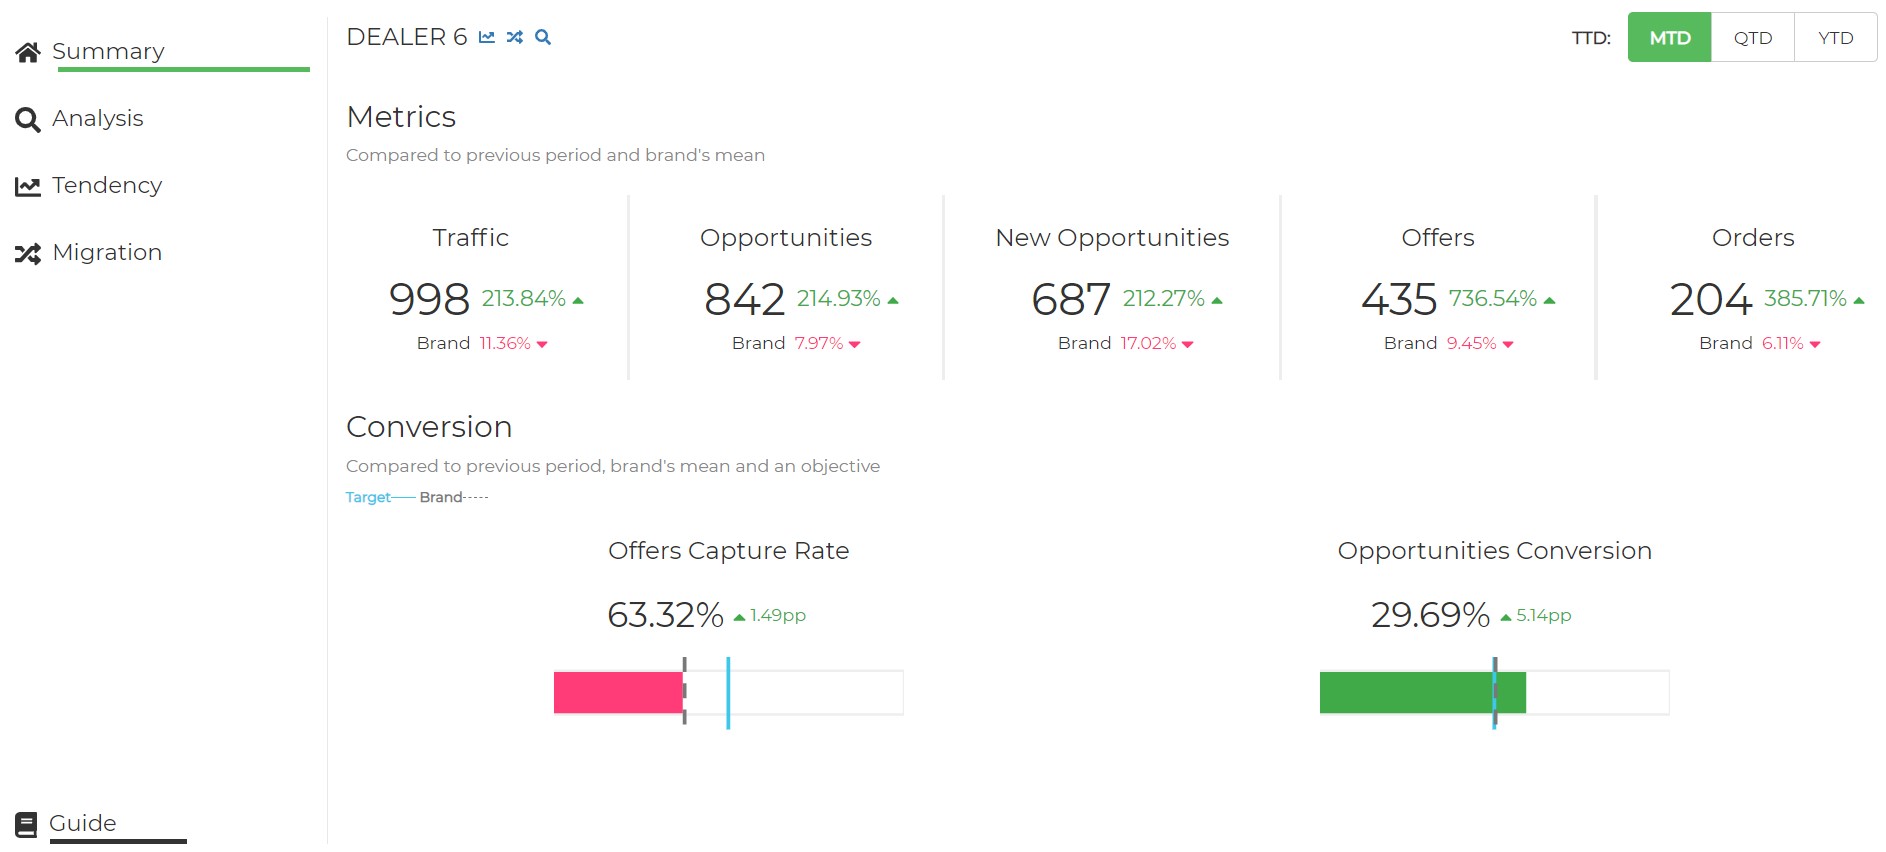 Summary
Analysis
Tendency
Migration
Guide
DEALER 6
TTD: MTD QTD YTD
Metrics
Compared to previous period and brand's mean
Traffic
998 213.84%
Brand 11.36%
Opportunities
842 214.93%
Brand 7.97%
New Opportunities
687 212.27%
Brand 17.02%
Offers
435 736.54%
Brand 9.45%
Orders
204 385.71%
Brand 6.11%
Conversion
Compared to previous period, brand's mean and an objective
Target Brand
Offers Capture Rate
63.32% 1.49pp
Opportunities Conversion
29.69% 5.14pp